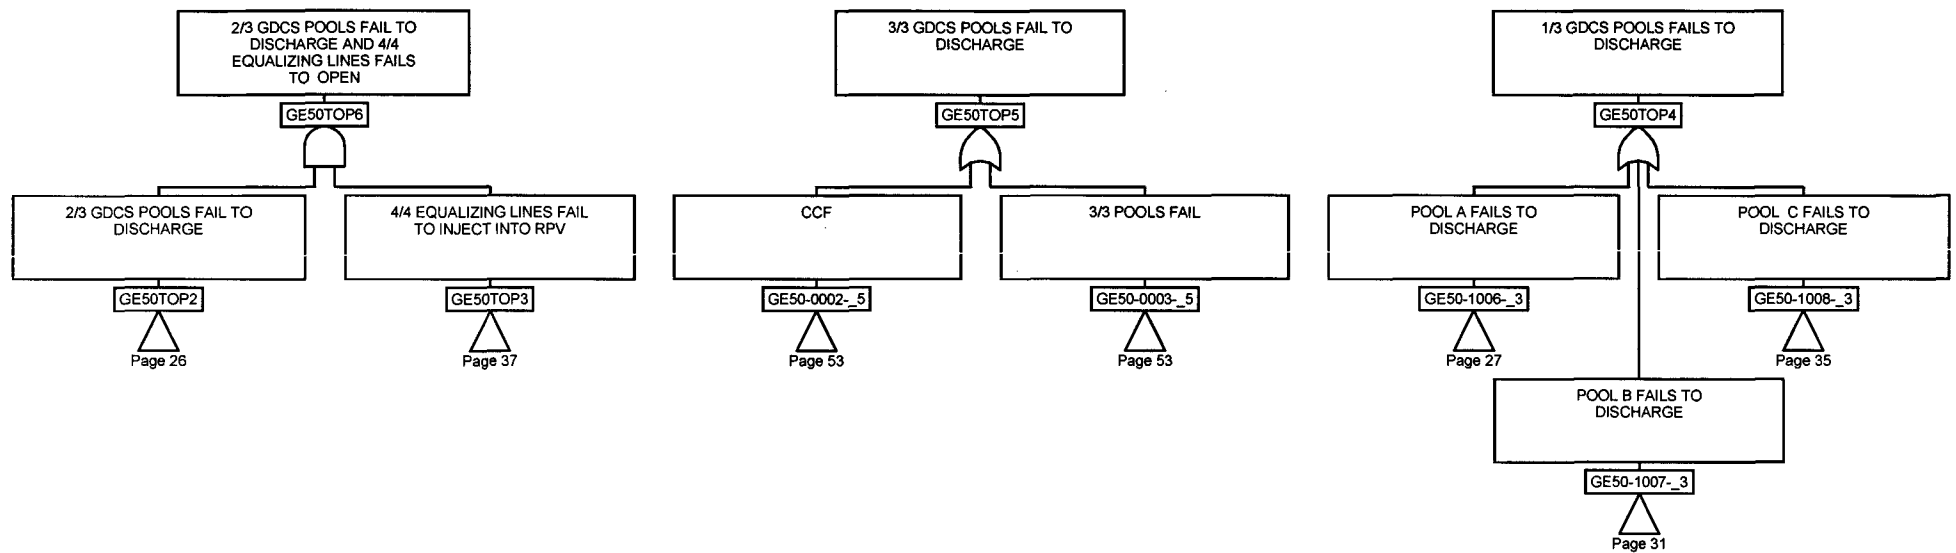 2/3 GDCS POOLS FAIL TO
DISCHARGE AND 4/4
EQUALIZING LINES FAILS
TO OPEN
GE50TOP6
2/3 GDCS POOLS FAIL TO
DISCHARGE
GE50TOP2
Page 26
4/4 EQUALIZING LINES FAIL
TO INJECT INTO RPV
GE50TOP3
Page 37
3/3 GDCS POOLS FAIL TO
DISCHARGE
GE50TOP5
CCF
GE50-0002-_5
Page 53
3/3 POOLS FAIL
GE50-0003-_5
Page 53
1/3 GDCS POOLS FAILS TO
DISCHARGE
GE50TOP4
POOL A FAILS TO
DISCHARGE
GE50-1006-_3
Page 27
POOL C FAILS TO
DISCHARGE
GE50-1008-_3
Page 35
POOL B FAILS TO
DISCHARGE
GE50-1007-_3
Page 31